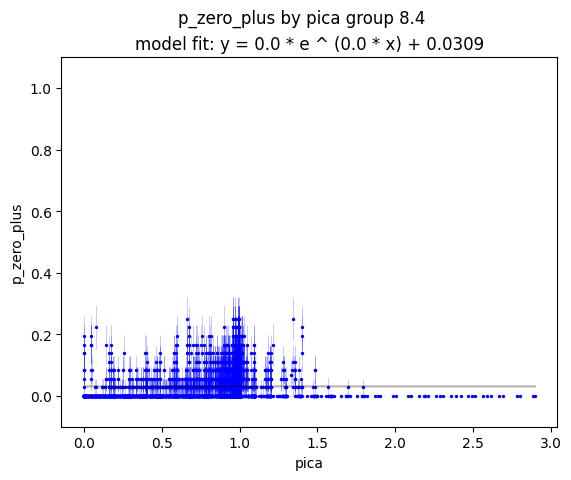 p_zero_plus by pica group 8.4
model fit: y = 0.0 * e ^ (0.0 * x) + 0.0309
1.0
0.8
0.6
0.4
0.2
0.0
p_zero_plus
0.0 0.5 1.0 1.5 2.0 2.5 3.0
pica